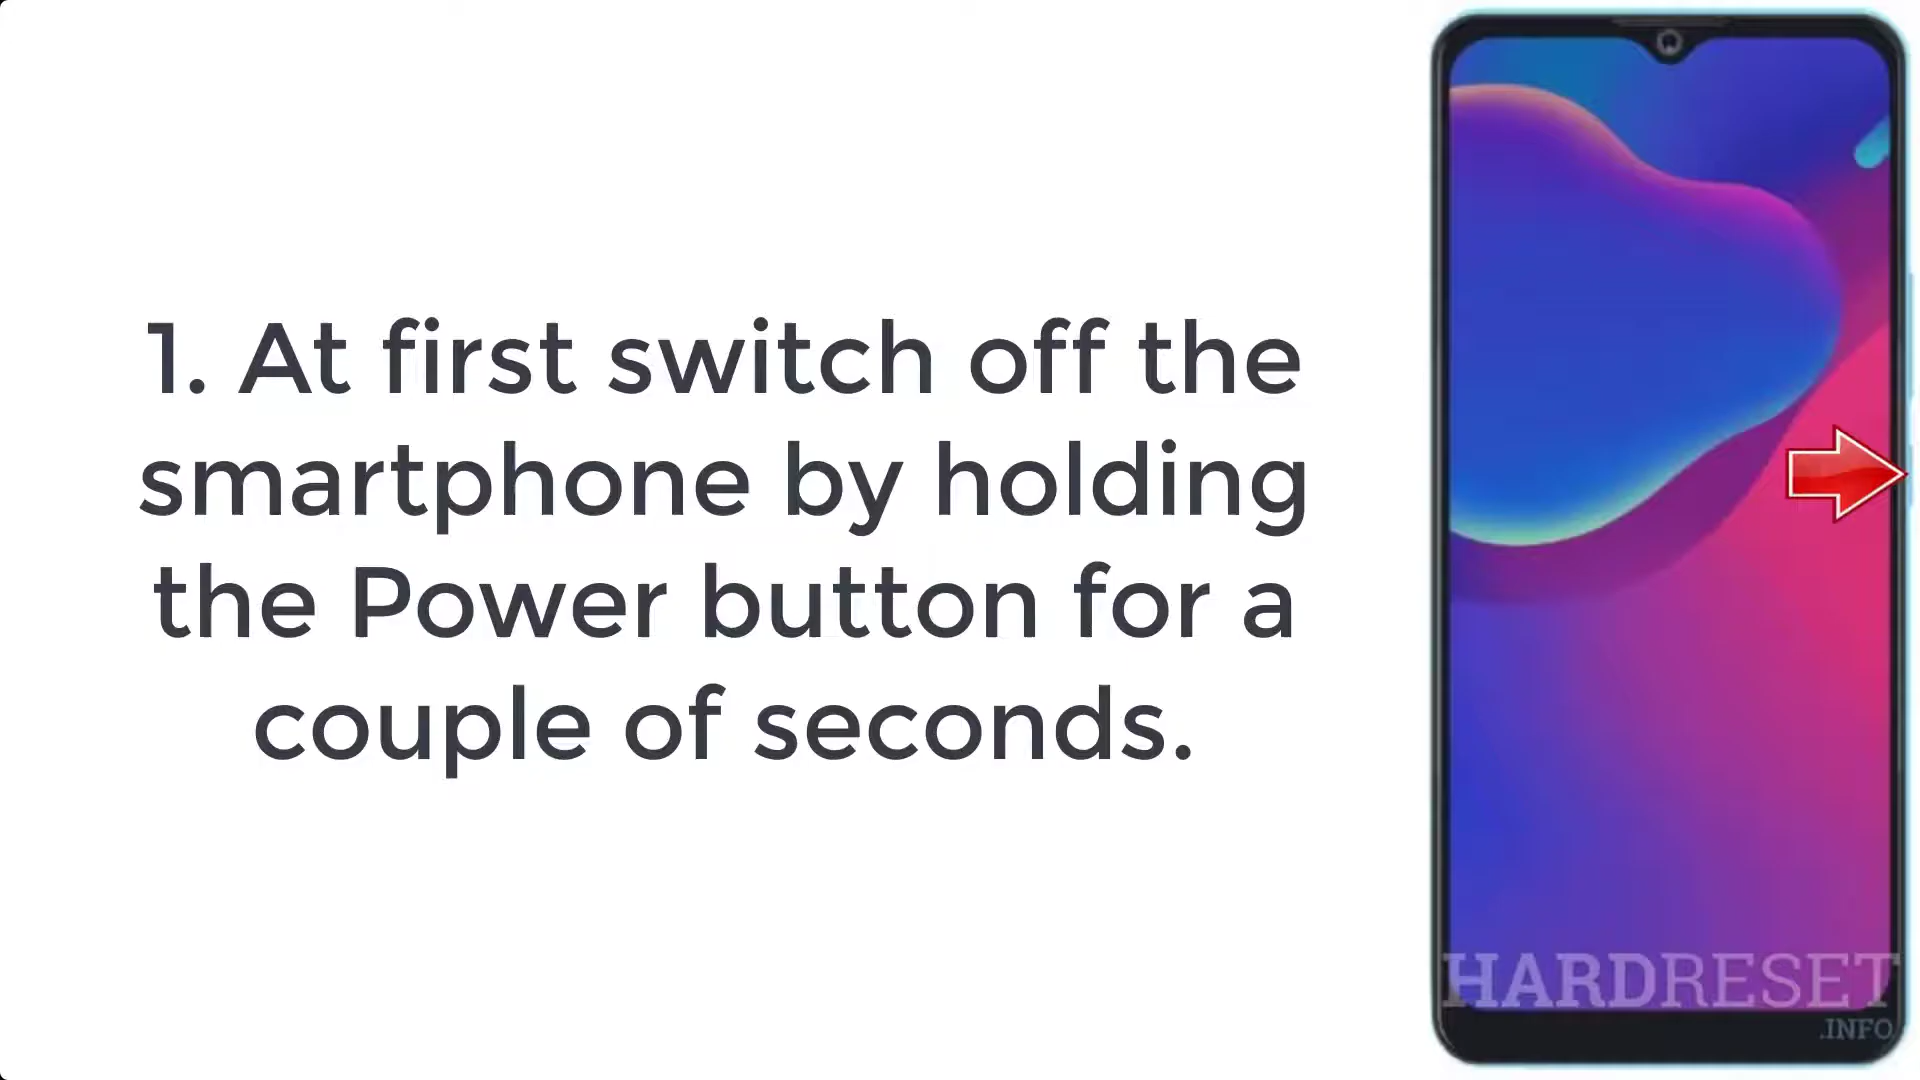 1. At first switch off the
smartphone by holding
the Power button for a
couple of seconds.
HARDRESET
.INFO